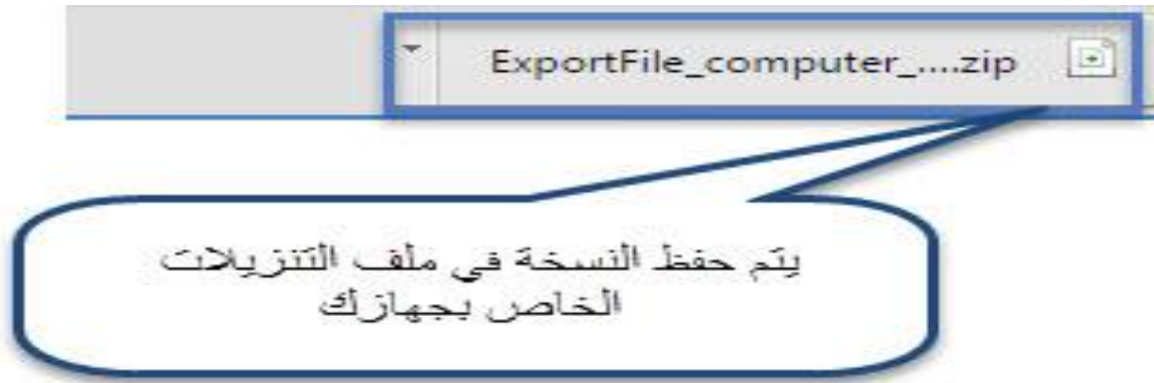 ExportFile_computer_....zip
يتم حفظ النسخة في ملف التنزيلات
الخاص بجهازك